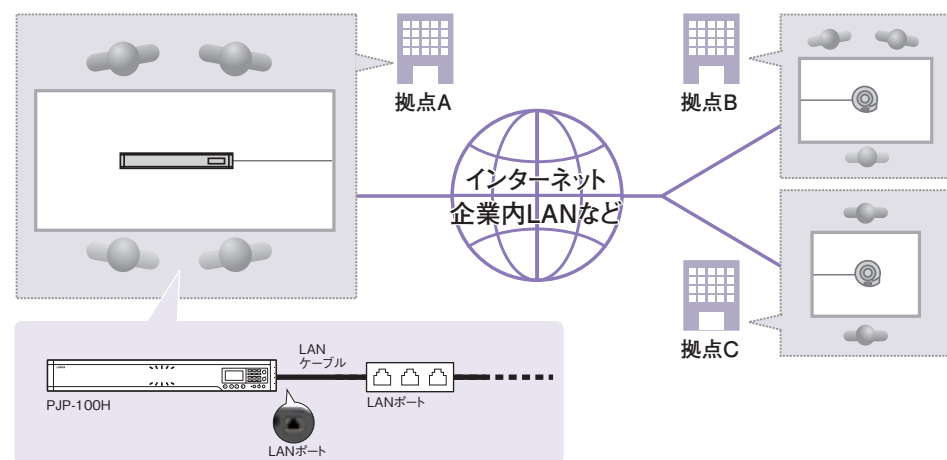 拠点A
拠点B
インターネット
企業内LANなど
拠点C
LAN
ケーブル
PJP-100H
LANポート
LANポート